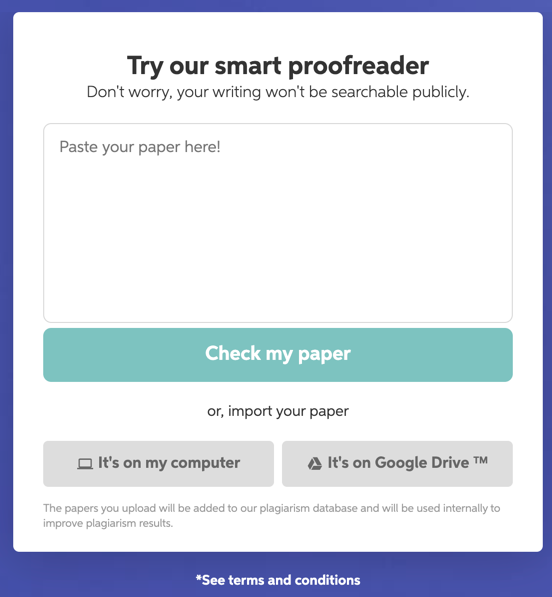 Try our smart proofreader
Don't worry, your writing won't be searchable publicly.
Paste your paper here!
Check my paper
or, import your paper
It's on my computer
It's on Google Drive ™
The papers you upload will be added to our plagiarism database and will be used internally to
improve plagiarism results.
*See terms and conditions